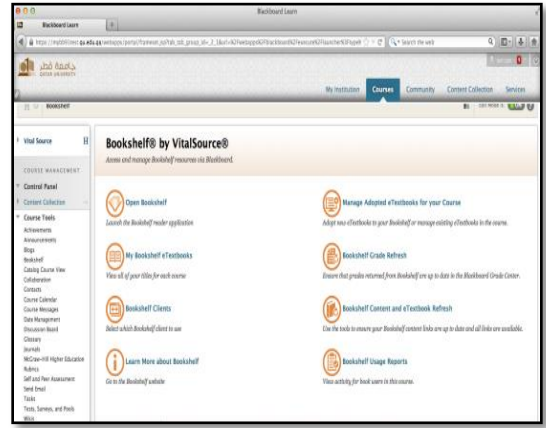 Blackboard Learn
Blackboard Learn
Search the web
جامعة قطر
QATAR UNIVERSITY
My Institution
Courses
Community
Content Collection
Services
Bookshelf
Vital Source
COURSE MANAGEMENT
Control Panel
Content Collection
Course Tools
Achievements
Announcements
Blogs
Bookshelf
Catalog Course View
Collaboration
Contacts
Course Calendar
Course Messages
Date Management
Discussion Board
Glossary
Journals
McGraw-Hill Higher Education
Rubrics
Self and Peer Assessment
Send Email
Tasks
Tests, Surveys, and Pools
Wikis
Bookshelf® by VitalSource®
Access and manage Bookshelf resources via Blackboard.
Open Bookshelf
Launch the Bookshelf reader application
My Bookshelf eTextbooks
View all of your titles for each course
Bookshelf Clients
Select which Bookshelf client to use
Learn More about Bookshelf
Go to the Bookshelf website
Manage Adopted eTextbooks for your Course
Adopt new eTextbooks to your Bookshelf or manage existing eTextbooks in the course.
Bookshelf Grade Refresh
Ensure that grades returned from Bookshelf are up to date in the Blackboard Grade Center.
Bookshelf Content and eTextbook Refresh
Use the tools to ensure your Bookshelf content links are up to date and all links are available.
Bookshelf Usage Reports
View activity for book users in this course.